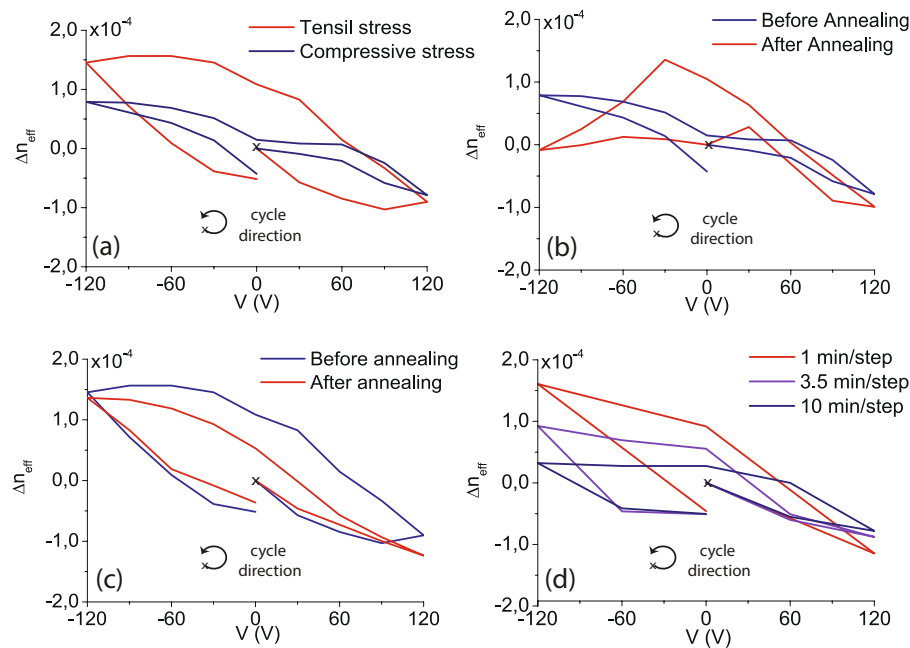 x10⁻⁴
Tensil stress
Compressive stress
2,0
1,0
0,0
-1,0
-2,0
Δn_eff
x
x
cycle
direction
(a)
-120 -60 0 60 120
V (V)
x10⁻⁴
Before Annealing
After Annealing
2,0
1,0
0,0
-1,0
-2,0
Δn_eff
x
x
cycle
direction
(b)
-120 -60 0 60 120
V (V)
x10⁻⁴
Before annealing
After annealing
2,0
1,0
0,0
-1,0
-2,0
Δn_eff
x
x
cycle
direction
(c)
-120 -60 0 60 120
V (V)
x10⁻⁴
1 min/step
3.5 min/step
10 min/step
2,0
1,0
0,0
-1,0
-2,0
Δn_eff
x
x
cycle
direction
(d)
-120 -60 0 60 120
V (V)